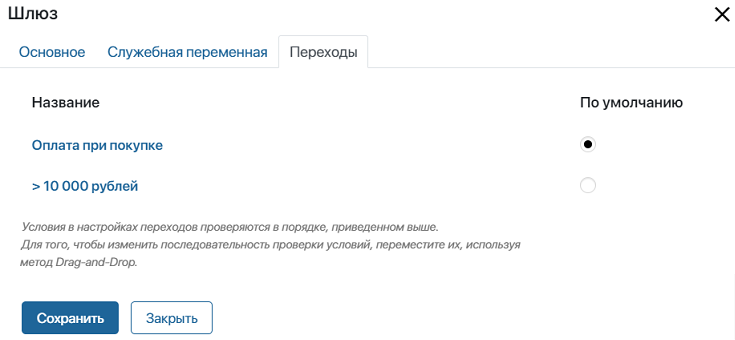 Шлюз
Основное Служебная переменная Переходы
Название По умолчанию
Оплата при покупке
> 10 000 рублей
Условия в настройках переходов проверяются в порядке, приведенном выше.
Для того, чтобы изменить последовательность проверки условий, переместите их, используя
метод Drag-and-Drop.
Сохранить Закрыть